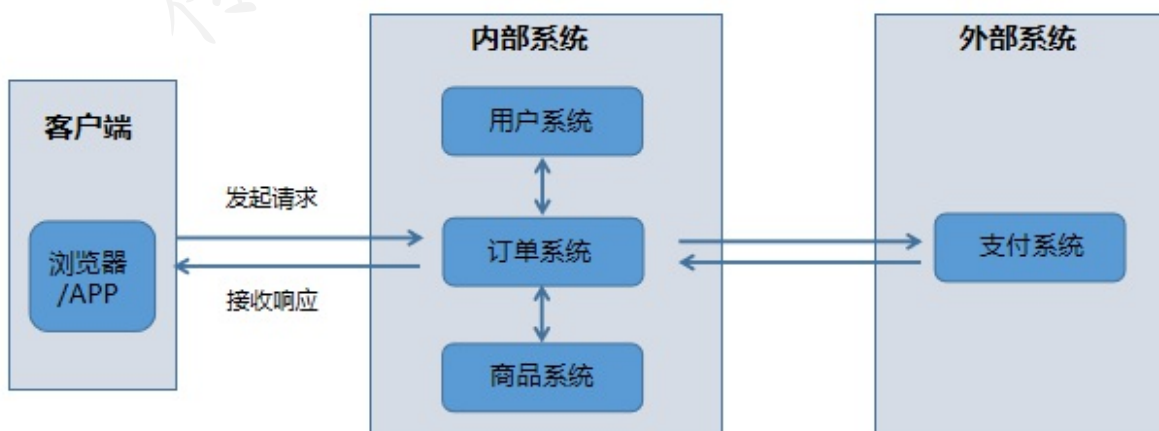 内部系统
外部系统
客户端
用户系统
发起请求
浏览器
/APP
订单系统
支付系统
接收响应
商品系统